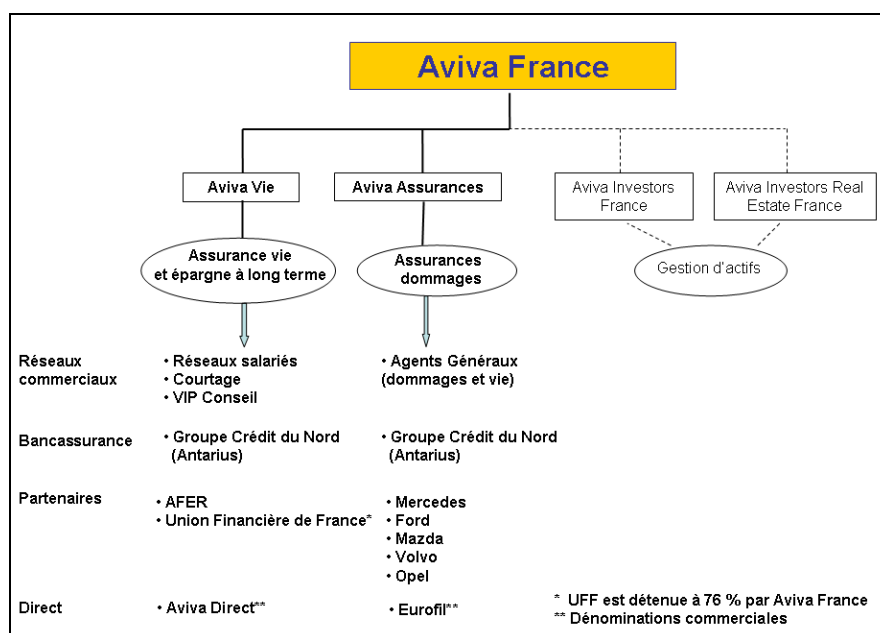 Aviva France
Aviva Vie
Aviva Assurances
Aviva Investors
France
Aviva Investors Real
Estate France
Assurance vie
et épargne à long terme
Assurances
dommages
Gestion d'actifs
Réseaux
commerciaux
• Réseaux salariés
• Courtage
• VIP Conseil
• Agents Généraux
(dommages et vie)
Bancassurance
• Groupe Crédit du Nord
(Antarius)
• Groupe Crédit du Nord
(Antarius)
Partenaires
• AFER
• Union Financière de France*
• Mercedes
• Ford
• Mazda
• Volvo
• Opel
Direct
• Aviva Direct**
• Eurofil**
* UFF est détenue à 76 % par Aviva France
** Dénominations commerciales